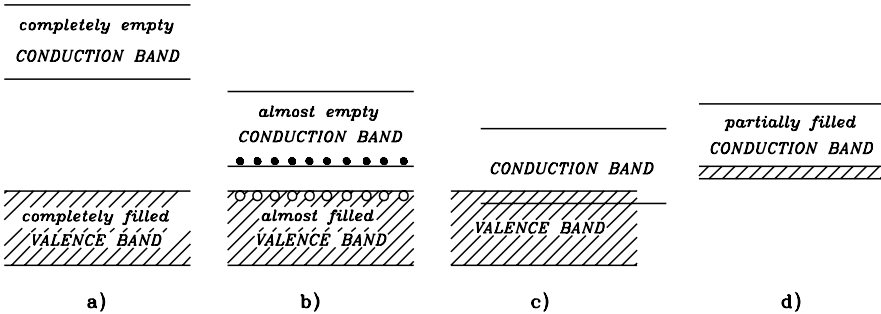 completely empty
CONDUCTION BAND
completely filled
VALENCE BAND
a)
almost empty
CONDUCTION BAND
almost filled
VALENCE BAND
b)
CONDUCTION BAND
VALENCE BAND
c)
partially filled
CONDUCTION BAND
d)